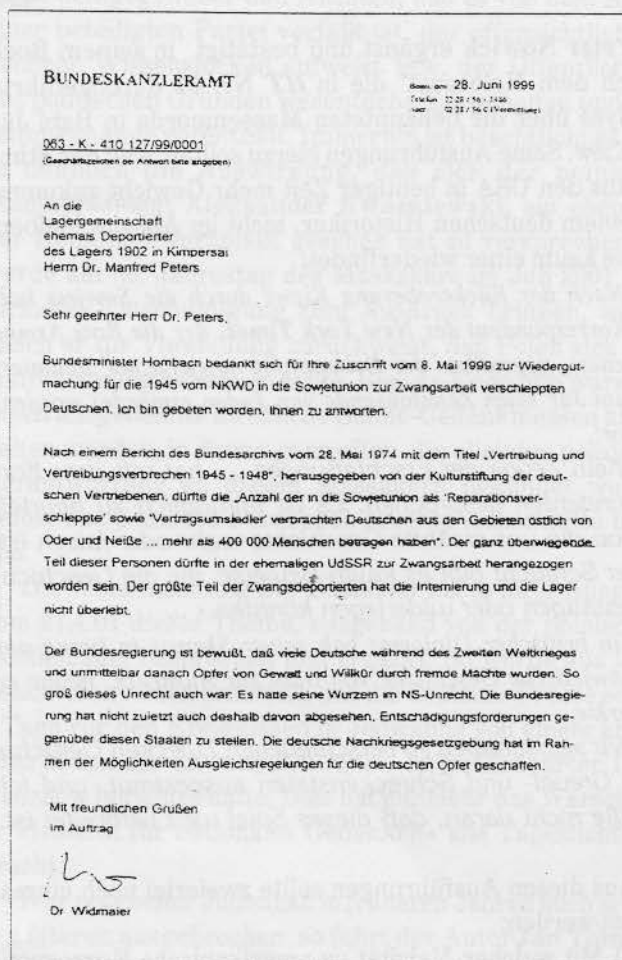 BUNDESKANZLERAMT
28. Juni 1999
063 - K - 410 127/99/0001
(Geschäftszeichen bei Antwort bitte angeben)
An die
Lagergemeinschaft
ehemals Deportierter
des Lagers 1902 in Kimpersai
Herrn Dr. Manfred Peters
Sehr geehrter Herr Dr. Peters,
Bundesminister Hombach bedankt sich für Ihre Zuschrift vom 8. Mai 1999 zur Wiedergut-
machung für die 1945 vom NKWD in die Sowjetunion zur Zwangsarbeit verschleppten
Deutschen. Ich bin gebeten worden, Ihnen zu antworten.
Nach einem Bericht des Bundesarchivs vom 28. Mai 1974 mit dem Titel „Vertreibung und
Vertreibungsverbrechen 1945 - 1948", herausgegeben von der Kulturstiftung der deut-
schen Vertriebenen, dürfte die „Anzahl der in die Sowjetunion als 'Reparationsver-
schleppte' sowie 'Vertragsumsiedler' verbrachten Deutschen aus den Gebieten östlich von
Oder und Neiße ... mehr als 400 000 Menschen betragen haben". Der ganz überwiegende
Teil dieser Personen dürfte in der ehemaligen UdSSR zur Zwangsarbeit herangezogen
worden sein. Der größte Teil der Zwangsdeportierten hat die Internierung und die Lager
nicht überlebt.
Der Bundesregierung ist bewußt, daß viele Deutsche während des Zweiten Weltkrieges
und unmittelbar danach Opfer von Gewalt und Willkür durch fremde Mächte wurden. So
groß dieses Unrecht auch war: Es hatte seine Wurzeln im NS-Unrecht. Die Bundesregie-
rung hat nicht zuletzt auch deshalb davon abgesehen, Entschädigungsforderungen ge-
genüber diesen Staaten zu stellen. Die deutsche Nachkriegsgesetzgebung hat im Rah-
men der Möglichkeiten Ausgleichsregelungen für die deutschen Opfer geschaffen.
Mit freundlichen Grüßen
im Auftrag
Dr. Widmaier